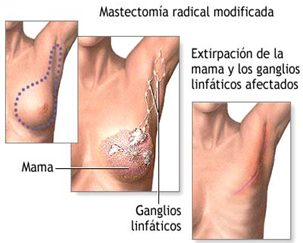 Mastectomía radical modificada
Extirpación de la
mama y los ganglios
linfáticos afectados
Mama
Ganglios
linfáticos